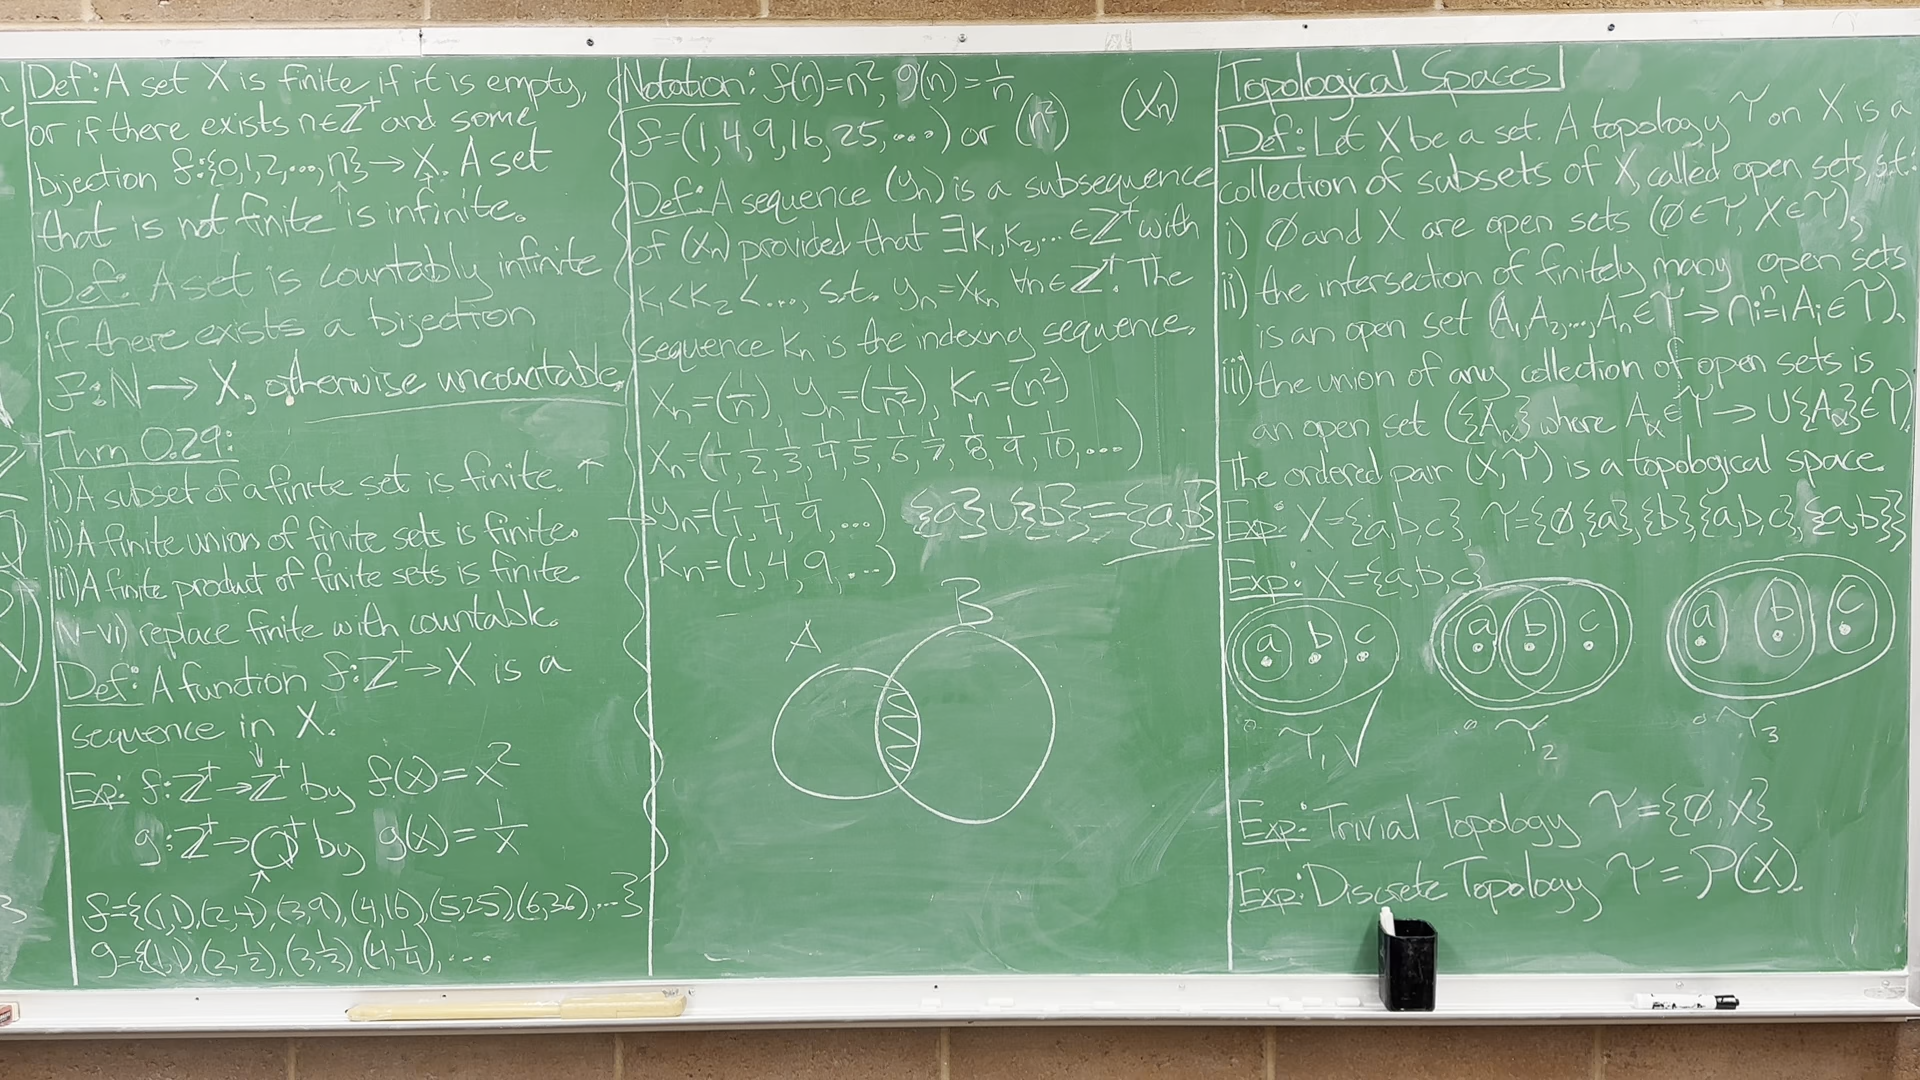 Def: A set X is finite if it is empty,
or if there exists n∈Z⁺ and some
bijection f:{0,1,2,...,n}→X. A set
that is not finite is infinite.
Def: A set is countably infinite
if there exists a bijection
f:N→X, otherwise uncountable.
Thm 0.29:
i) A subset of a finite set is finite.
ii) A finite union of finite sets is finite.
iii) A finite product of finite sets is finite.
iv-vi) replace finite with countable.
Def: A function f:Z⁺→X is a
sequence in X.
Exp: f:Z⁺→Z⁺ by f(x)=x²
g:Z⁺→Q⁺ by g(x)=1/x
f={(1,1),(2,4),(3,9),(4,16),(5,25),(6,36),...}
g={(1,1),(2,1/2),(3,1/3),(4,1/4),...
Notation: f(n)=n², g(n)=1/n
f=(1,4,9,16,25,...) or (n²) (Xn)
Def: A sequence (yn) is a subsequence
of (xn) provided that ∃K₁,K₂,...∈Z⁺ with
K₁<K₂<..., s.t. yn=xKn ∀n∈Z⁺. The
sequence Kn is the indexing sequence.
Xn=(1/n), yn=(1/n²), Kn=(n²)
Xn=(1/1,1/2,1/3,1/4,1/5,1/6,1/7,1/8,1/9,1/10,...)
yn=(1/1,1/4,1/9,...) {a}∪{b}={a,b}
Kn=(1,4,9,...)
A
B
Topological Spaces
Def: Let X be a set. A topology 𝒯 on X is a
collection of subsets of X, called open sets, s.t.:
i) ∅ and X are open sets (∅∈𝒯, X∈𝒯),
ii) the intersection of finitely many open sets
is an open set (A₁,A₂,...,An∈𝒯→∩ⁿi=1 Ai∈𝒯),
iii) the union of any collection of open sets is
an open set ({Aα} where Aα∈𝒯→∪{Aα}∈𝒯).
The ordered pair (X,𝒯) is a topological space.
Exp: X={a,b,c}, 𝒯={∅,{a},{b},{a,b,c},{a,b}}
Exp: X={a,b,c}
a b c
a b c
a b c
𝒯₁✓
𝒯₂
𝒯₃
Exp: Trivial Topology 𝒯={∅,X}
Exp: Discrete Topology 𝒯=P(X).